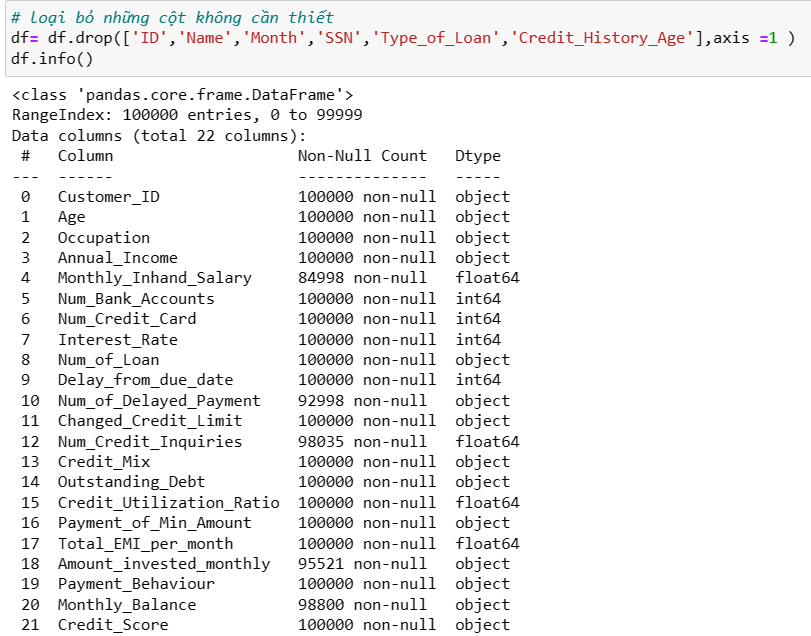 # loại bỏ những cột không cần thiết
df= df.drop(['ID','Name','Month','SSN','Type_of_Loan','Credit_History_Age'],axis =1 )
df.info()
<class 'pandas.core.frame.DataFrame'>
RangeIndex: 100000 entries, 0 to 99999
Data columns (total 22 columns):
 #   Column                    Non-Null Count   Dtype
---  ------                    --------------   -----
 0   Customer_ID               100000 non-null  object
 1   Age                       100000 non-null  object
 2   Occupation                100000 non-null  object
 3   Annual_Income             100000 non-null  object
 4   Monthly_Inhand_Salary     84998 non-null   float64
 5   Num_Bank_Accounts         100000 non-null  int64
 6   Num_Credit_Card           100000 non-null  int64
 7   Interest_Rate             100000 non-null  int64
 8   Num_of_Loan               100000 non-null  object
 9   Delay_from_due_date       100000 non-null  int64
 10  Num_of_Delayed_Payment    92998 non-null   object
 11  Changed_Credit_Limit      100000 non-null  object
 12  Num_Credit_Inquiries      98035 non-null   float64
 13  Credit_Mix                100000 non-null  object
 14  Outstanding_Debt          100000 non-null  object
 15  Credit_Utilization_Ratio  100000 non-null  float64
 16  Payment_of_Min_Amount     100000 non-null  object
 17  Total_EMI_per_month       100000 non-null  float64
 18  Amount_invested_monthly   95521 non-null   object
 19  Payment_Behaviour         100000 non-null  object
 20  Monthly_Balance           98800 non-null   object
 21  Credit_Score              100000 non-null  object